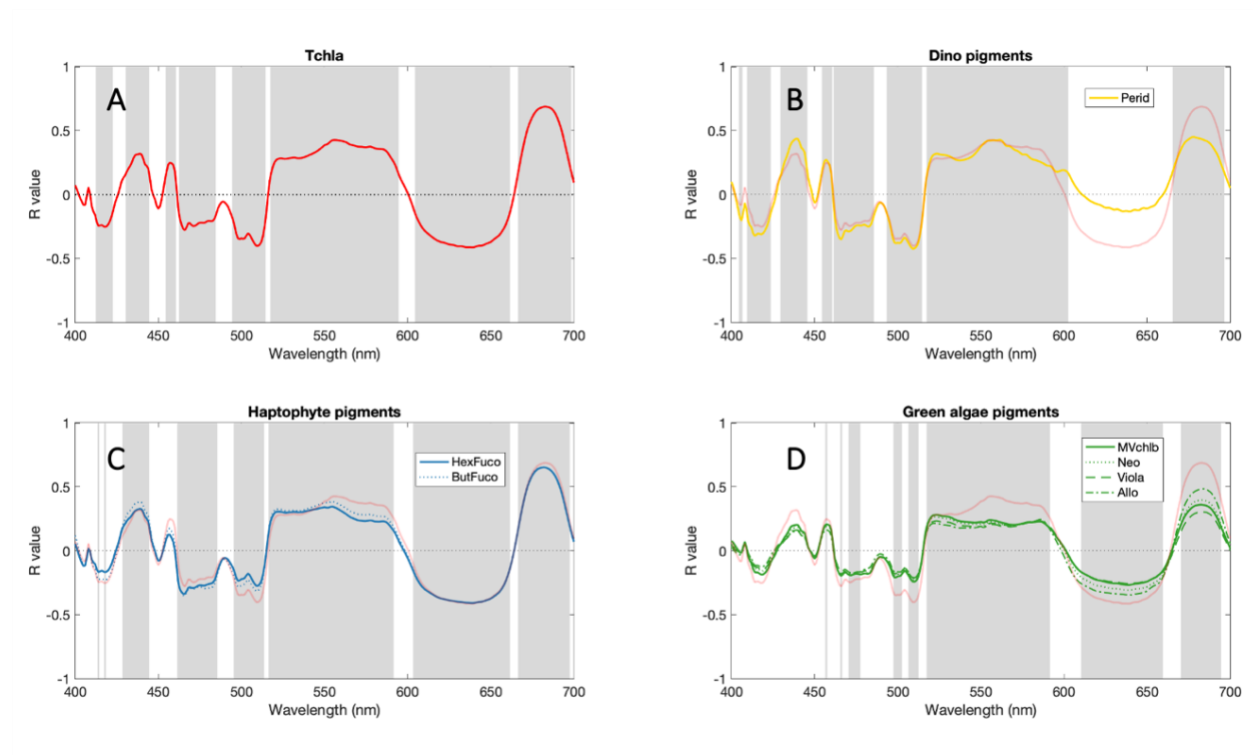 Tchla
A
1
0.5
0
-0.5
-1
R value
400 450 500 550 600 650 700
Wavelength (nm)
Dino pigments
B
Perid
1
0.5
0
-0.5
-1
R value
400 450 500 550 600 650 700
Wavelength (nm)
Haptophyte pigments
C
HexFuco
ButFuco
1
0.5
0
-0.5
-1
R value
400 450 500 550 600 650 700
Wavelength (nm)
Green algae pigments
D
MVchlb
Neo
Viola
Allo
1
0.5
0
-0.5
-1
R value
400 450 500 550 600 650 700
Wavelength (nm)